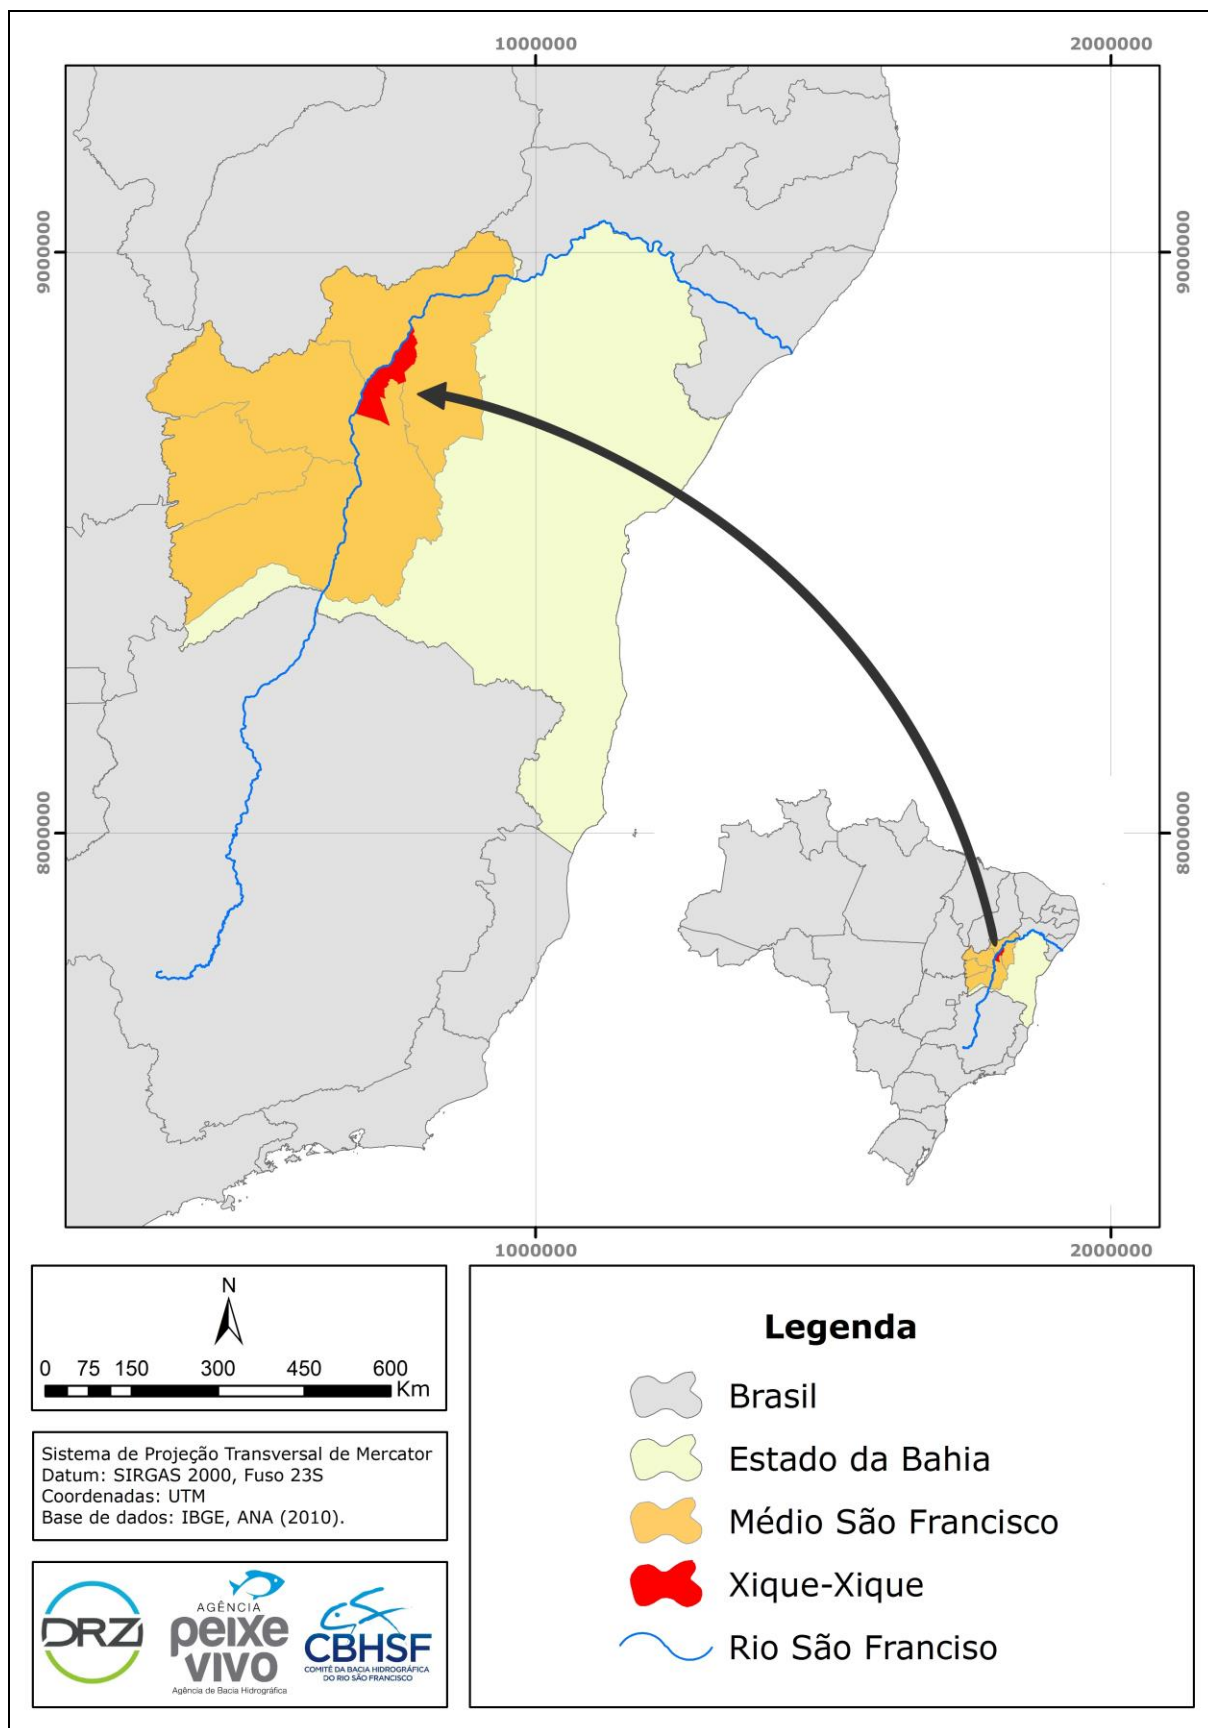 1000000
2000000
9000000
9000000
8000000
8000000
1000000
2000000
N
0 75 150 300 450 600
Km
Sistema de Projeção Transversal de Mercator
Datum: SIRGAS 2000, Fuso 23S
Coordenadas: UTM
Base de dados: IBGE, ANA (2010).
DRZ
AGÊNCIA
peixe
vivo
Agência de Bacia Hidrográfica
CBHSF
COMITÊ DA BACIA HIDROGRÁFICA
DO RIO SÃO FRANCISCO
Legenda
Brasil
Estado da Bahia
Médio São Francisco
Xique-Xique
Rio São Franciso